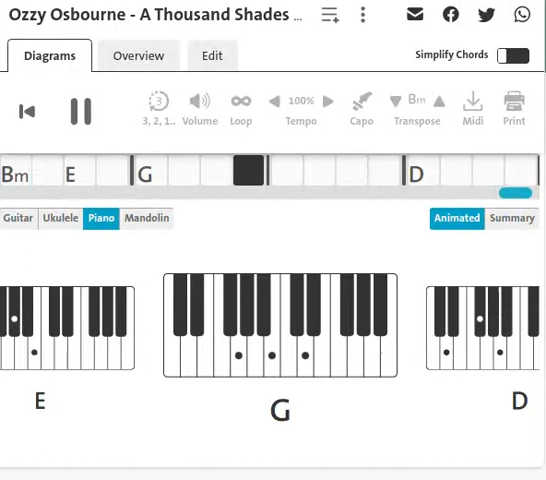 Ozzy Osbourne - A Thousand Shades ...
Diagrams Overview Edit Simplify Chords
3 100% Bm
3, 2, 1.. Volume Loop Tempo Capo Transpose Midi Print
Bm E G D
Guitar Ukulele Piano Mandolin Animated Summary
E G D